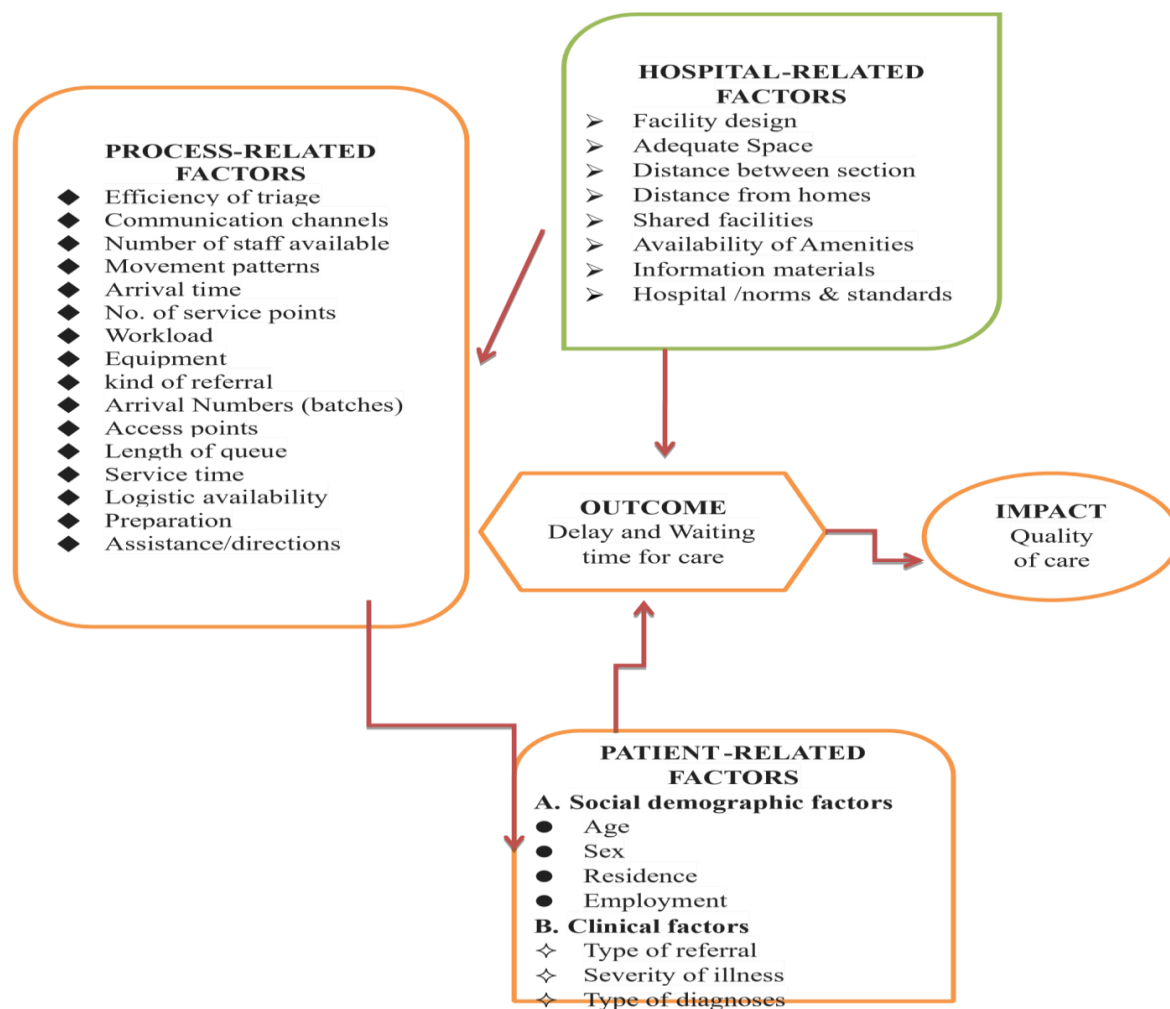 HOSPITAL-RELATED
FACTORS
➢ Facility design
➢ Adequate Space
➢ Distance between section
➢ Distance from homes
➢ Shared facilities
➢ Availability of Amenities
➢ Information materials
➢ Hospital /norms & standards
PROCESS-RELATED
FACTORS
◆ Efficiency of triage
◆ Communication channels
◆ Number of staff available
◆ Movement patterns
◆ Arrival time
◆ No. of service points
◆ Workload
◆ Equipment
◆ kind of referral
◆ Arrival Numbers (batches)
◆ Access points
◆ Length of queue
◆ Service time
◆ Logistic availability
◆ Preparation
◆ Assistance/directions
OUTCOME
Delay and Waiting
time for care
IMPACT
Quality
of care
PATIENT-RELATED
FACTORS
A. Social demographic factors
● Age
● Sex
● Residence
● Employment
B. Clinical factors
✧ Type of referral
✧ Severity of illness
✧ Type of diagnoses